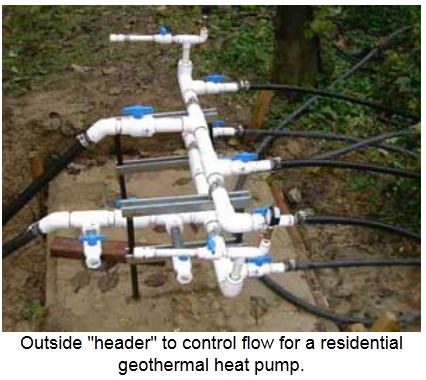 Outside "header" to control flow for a residential
geothermal heat pump.